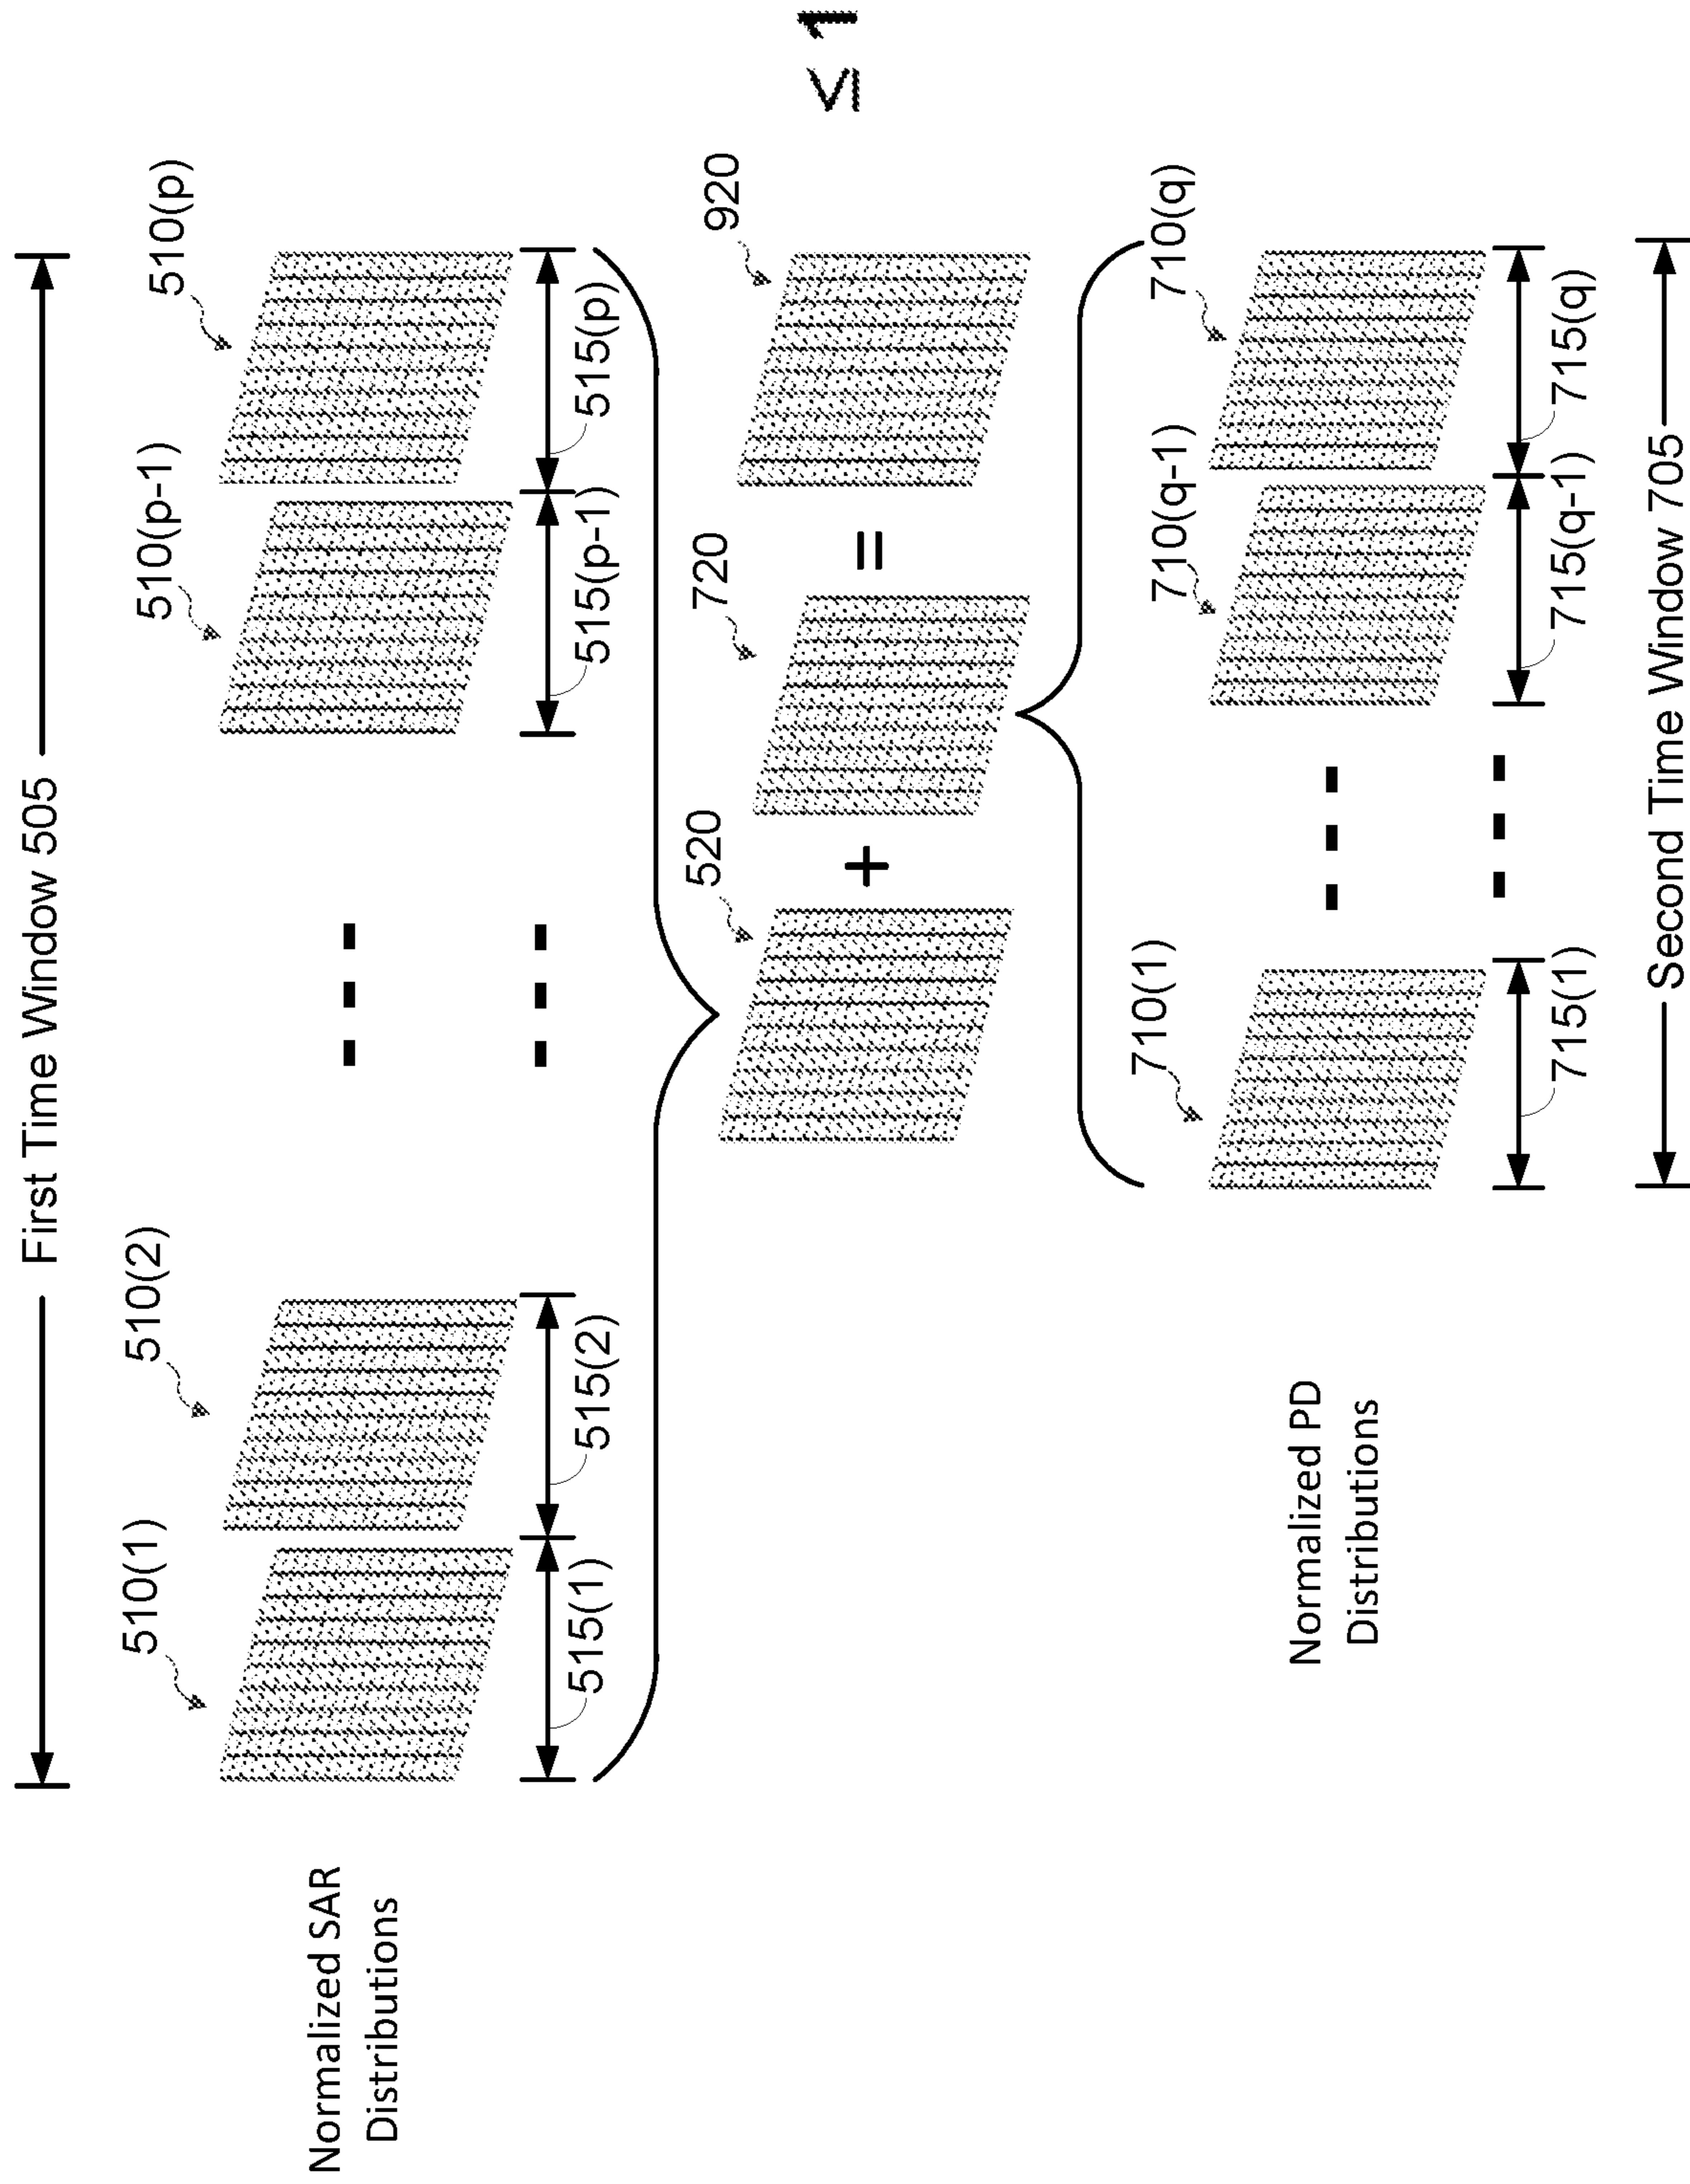 First Time Window 505
510(1)
510(2)
510(p-1)
510(p)
Normalized SAR
Distributions
515(1)
515(2)
515(p-1)
515(p)
520
720
920
+
=
≤ 1
710(1)
710(q-1)
710(q)
Normalized PD
Distributions
715(1)
715(q-1)
715(q)
Second Time Window 705